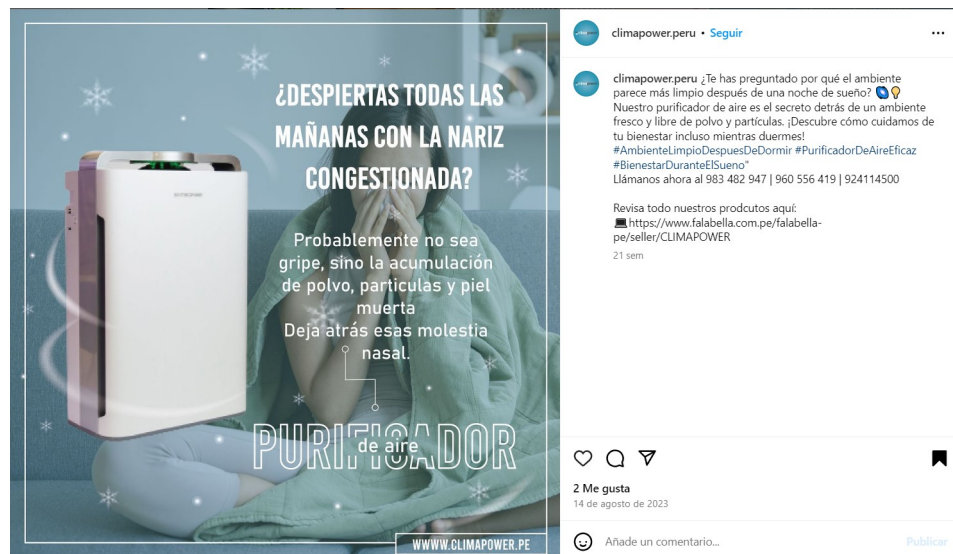 ¿DESPIERTAS TODAS LAS
MAÑANAS CON LA NARIZ
CONGESTIONADA?
Probablemente no sea
gripe, sino la acumulación
de polvo, particulas y piel
muerta
Deja atrás esas molestia
nasal.
PURIFICADOR
de aire
WWWW.CLIMAPOWER.PE
climapower.peru • Seguir
climapower.peru ¿Te has preguntado por qué el ambiente
parece más limpio después de una noche de sueño?
Nuestro purificador de aire es el secreto detrás de un ambiente
fresco y libre de polvo y partículas. ¡Descubre cómo cuidamos de
tu bienestar incluso mientras duermes!
#AmbienteLimpioDespuesDeDormir #PurificadorDeAireEficaz
#BienestarDuranteElSueno"
Llámanos ahora al 983 482 947 | 960 556 419 | 924114500
Revisa todo nuestros prodcutos aquí:
https://www.falabella.com.pe/falabella-
pe/seller/CLIMAPOWER
21 sem
2 Me gusta
14 de agosto de 2023
Añade un comentario...
Publicar